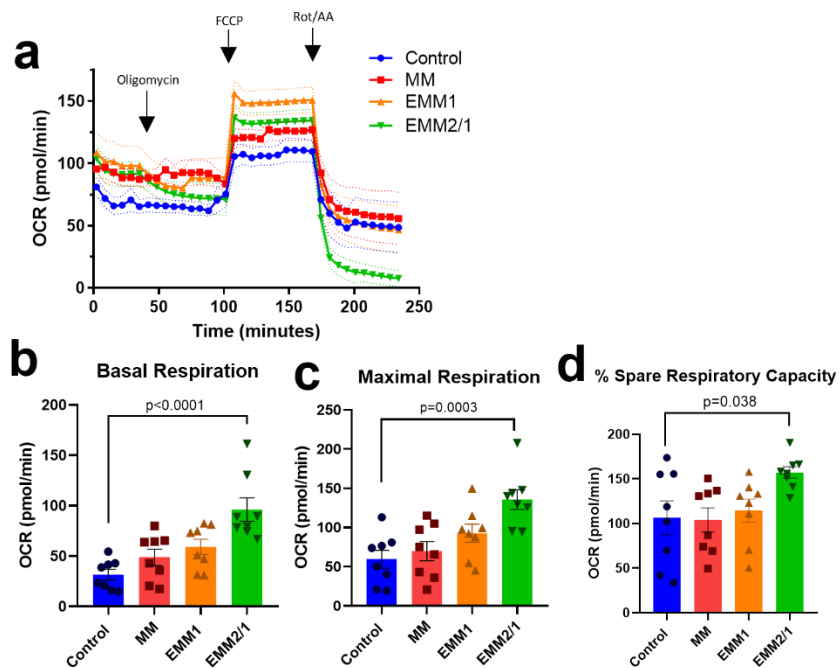 FCCP
Rot/AA
a
Oligomycin
Control
MM
EMM1
EMM2/1
OCR (pmol/min)
150
100
50
0
0
50
100
150
200
250
Time (minutes)
b
Basal Respiration
p<0.0001
OCR (pmol/min)
200
150
100
50
0
Control
MM
EMM1
EMM2/1
c
Maximal Respiration
p=0.0003
OCR (pmol/min)
250
200
150
100
50
0
Control
MM
EMM1
EMM2/1
d
% Spare Respiratory Capacity
p=0.038
OCR (pmol/min)
200
150
100
50
0
Control
MM
EMM1
EMM2/1